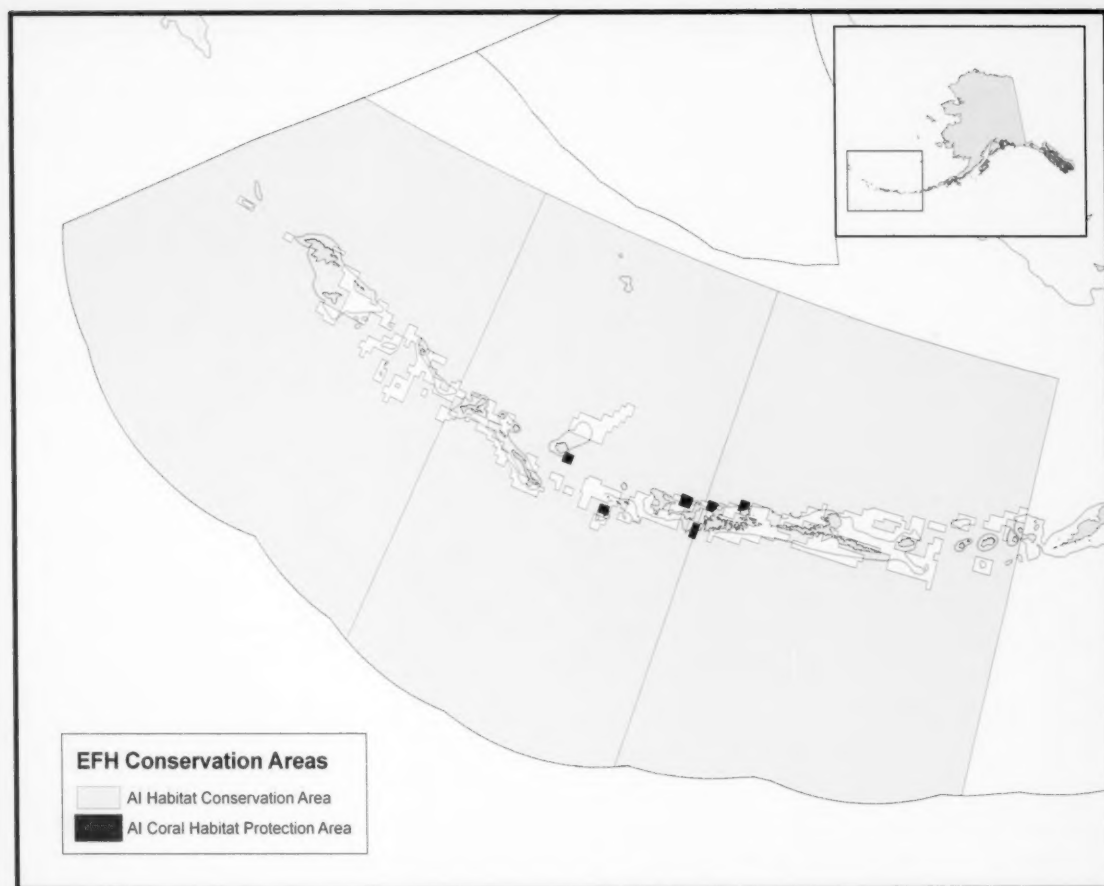 EFH Conservation Areas
AI Habitat Conservation Area
AI Coral Habitat Protection Area